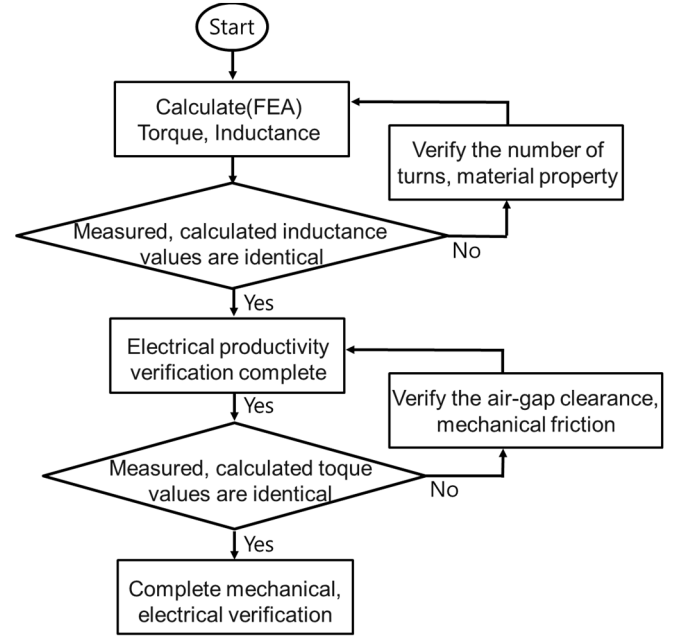 Start
Calculate(FEA)
Torque, Inductance
Verify the number of
turns, material property
Measured, calculated inductance
values are identical
No
Yes
Electrical productivity
verification complete
Yes
Verify the air-gap clearance,
mechanical friction
Measured, calculated toque
values are identical
No
Yes
Complete mechanical,
electrical verification